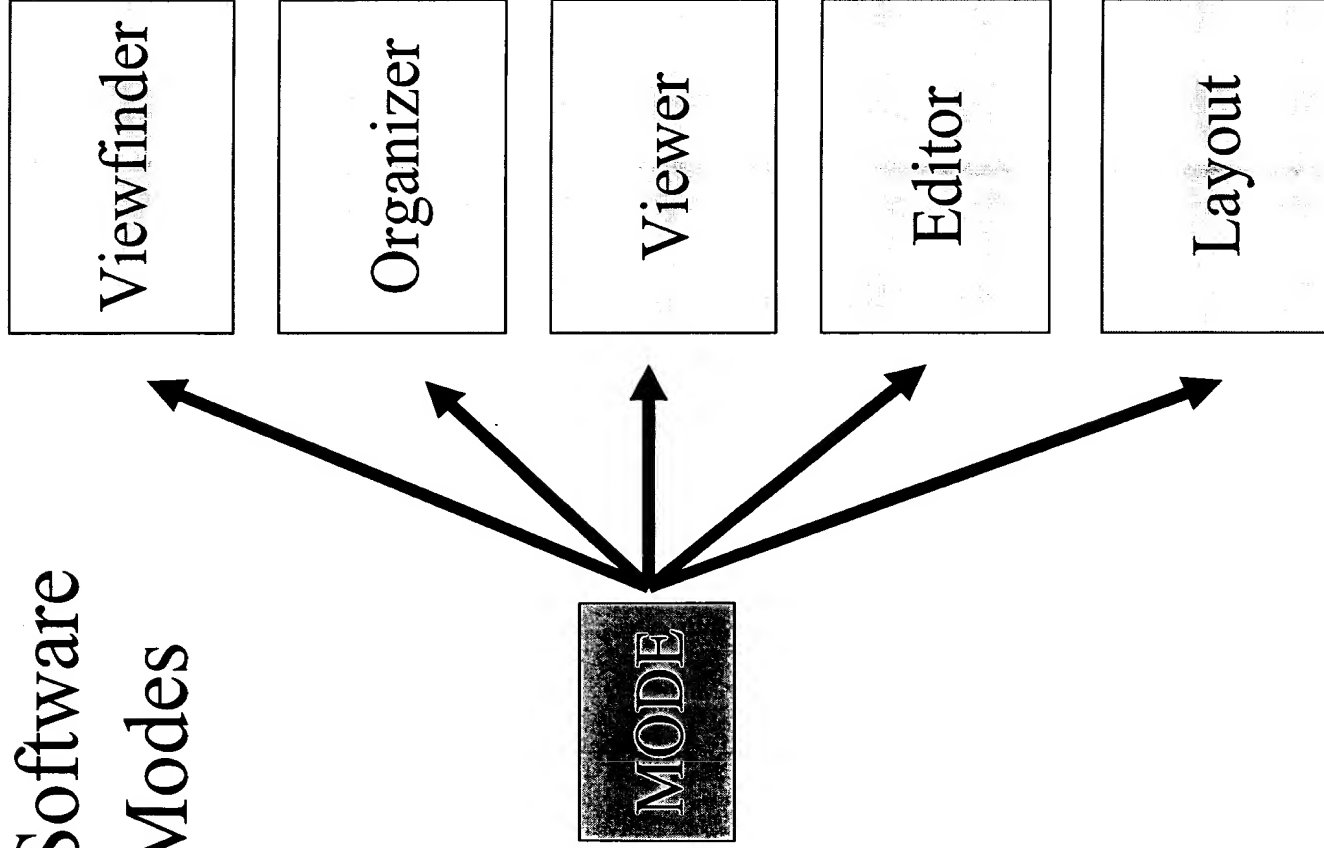 Software
Modes
MODE
Viewfinder
Organizer
Viewer
Editor
Layout